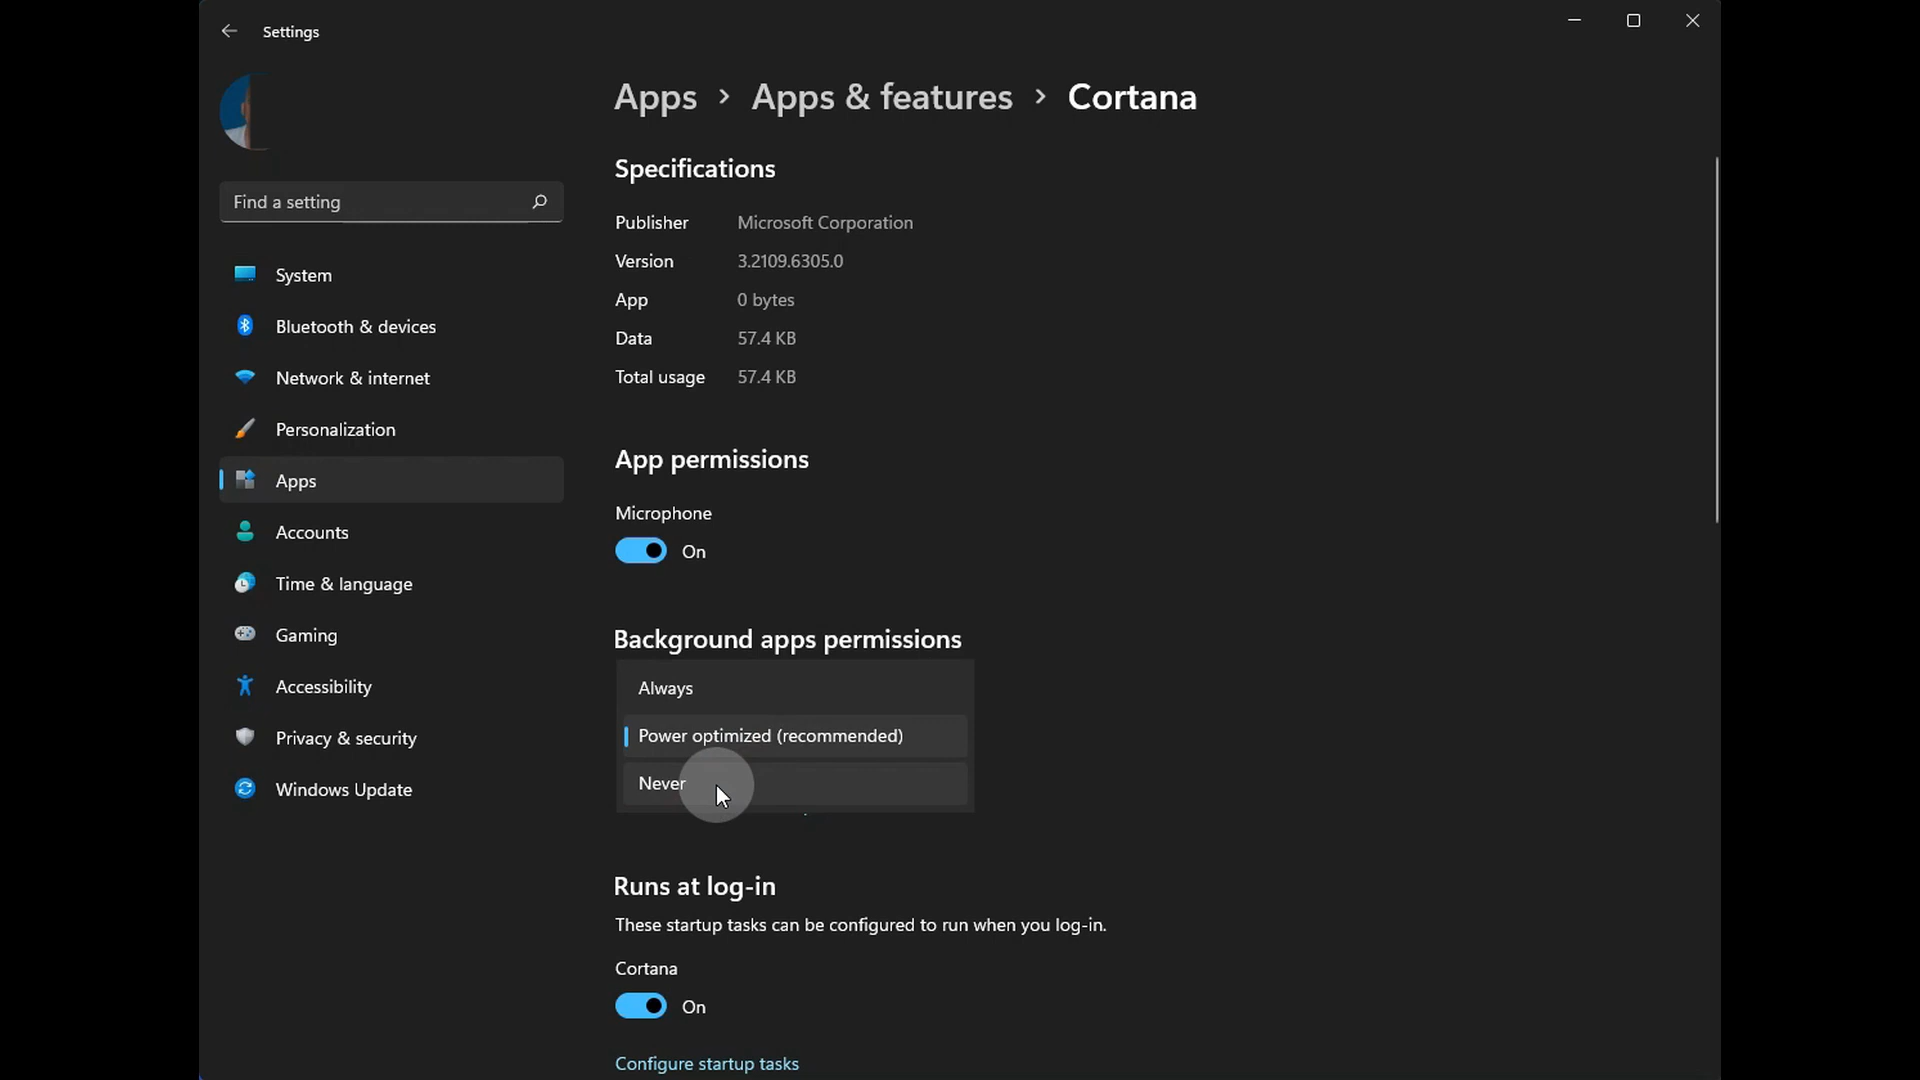 Settings
Find a setting
System
Bluetooth & devices
Network & internet
Personalization
Apps
Accounts
Time & language
Gaming
Accessibility
Privacy & security
Windows Update
Apps > Apps & features > Cortana
Specifications
Publisher Microsoft Corporation
Version 3.2109.6305.0
App 0 bytes
Data 57.4 KB
Total usage 57.4 KB
App permissions
Microphone
On
Background apps permissions
Always
Power optimized (recommended)
Never
Runs at log-in
These startup tasks can be configured to run when you log-in.
Cortana
On
Configure startup tasks